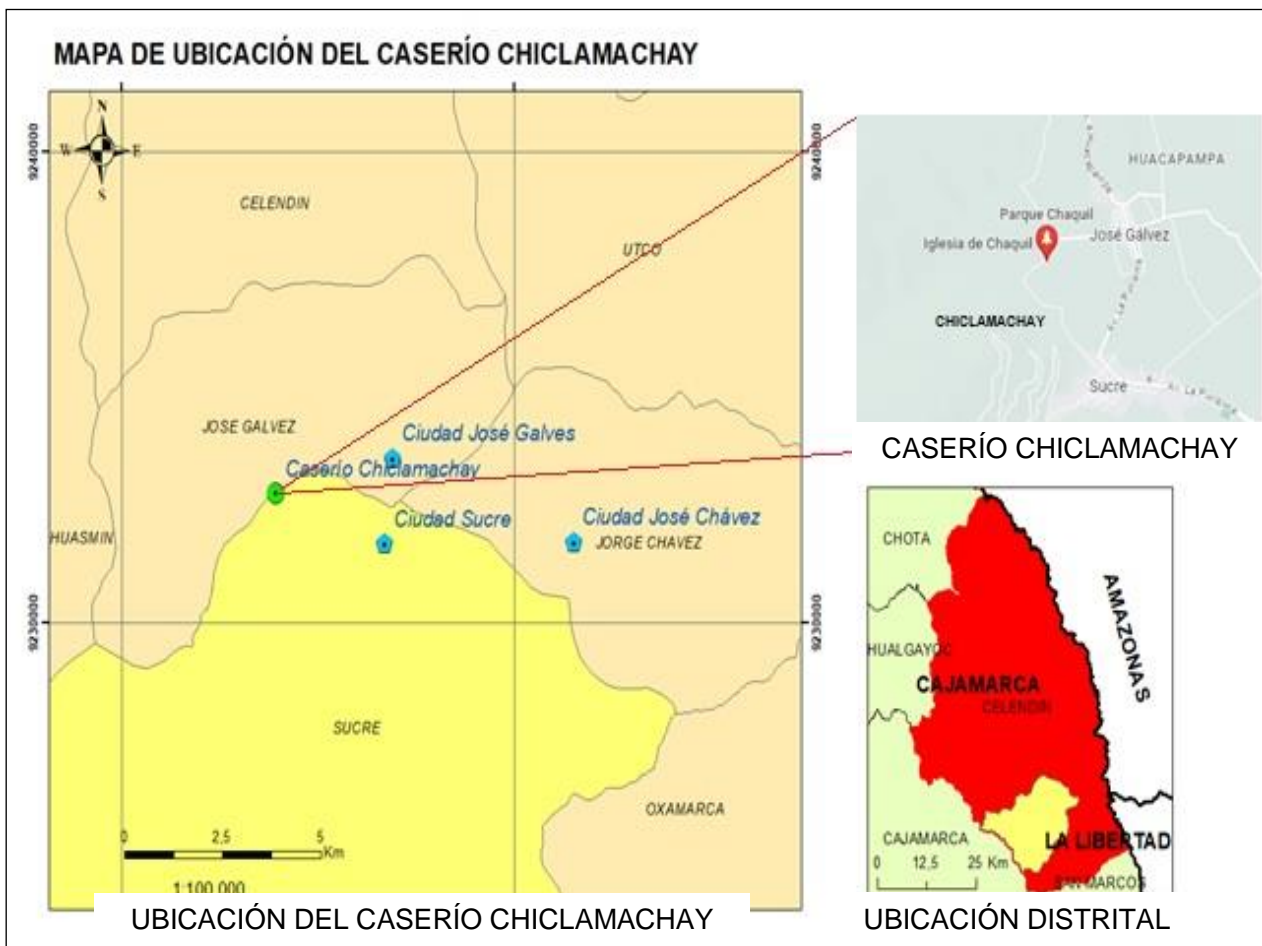 MAPA DE UBICACIÓN DEL CASERÍO CHICLAMACHAY
N
W
E
S
9240000
9240000
CELENDIN
UTCO
JOSE GALVEZ
Ciudad José Galves
Caserío Chiclamachay
Ciudad Sucre
Ciudad José Chávez
HUASMIN
JORGE CHAVEZ
9230000
9230000
SUCRE
OXAMARCA
0 2,5 5
Km
1:100.000
UBICACIÓN DEL CASERÍO CHICLAMACHAY
HUACAPAMPA
Parque Chaquil
Iglesia de Chaquil
José Gálvez
CHICLAMACHAY
Sucre
CASERÍO CHICLAMACHAY
CHOTA
AMAZONAS
HUALGAYOC
CAJAMARCA
CELENDIN
CAJAMARCA
LA LIBERTAD
0 12,5 25 Km
SAN MARCOS
UBICACIÓN DISTRITAL